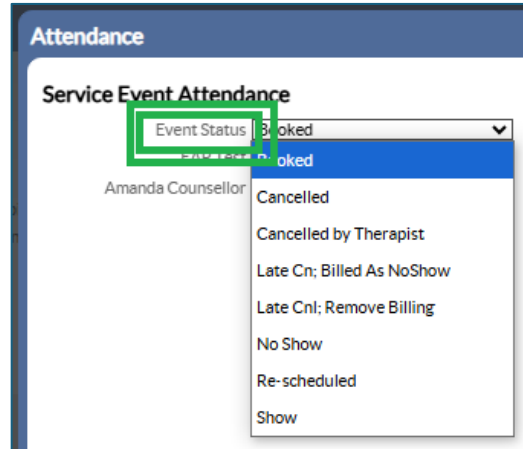 Attendance
Service Event Attendance
Event Status Booked
Booked
Amanda Counsellor
Cancelled
Cancelled by Therapist
Late Cn; Billed As NoShow
Late Cnl; Remove Billing
No Show
Re-scheduled
Show